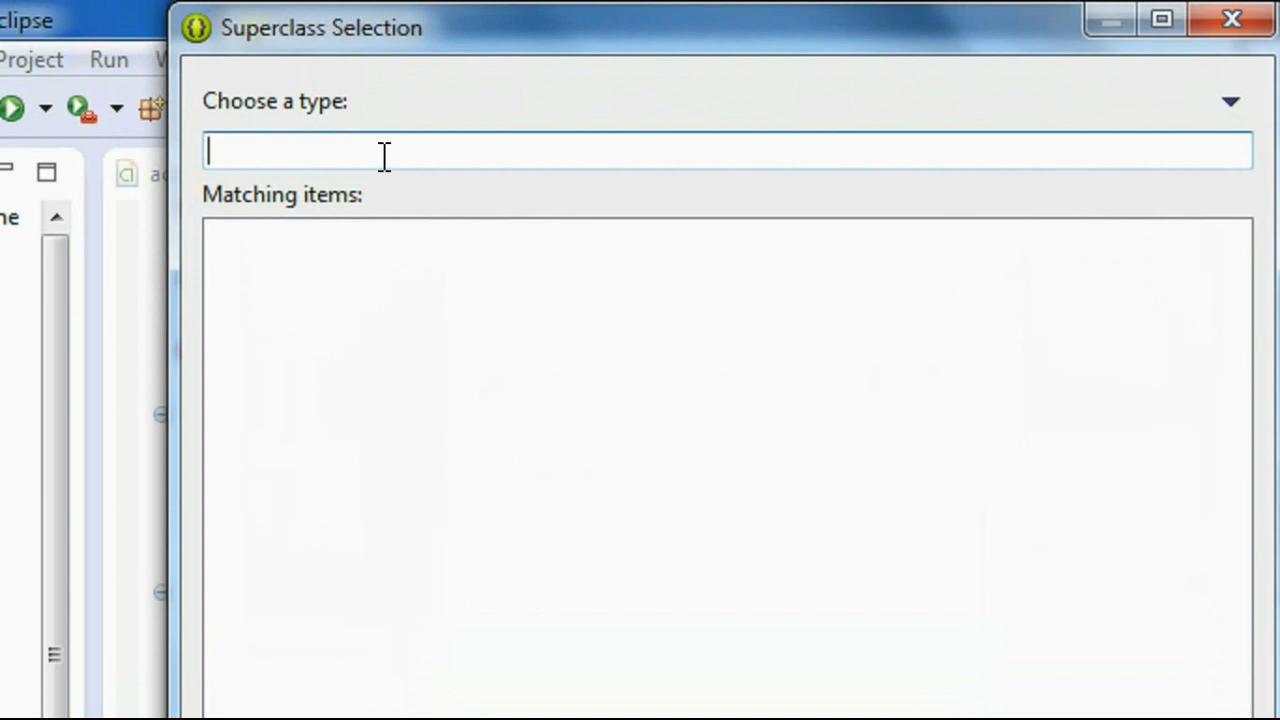 clipse
Superclass Selection
Project Run
Choose a type:
Matching items:
ne